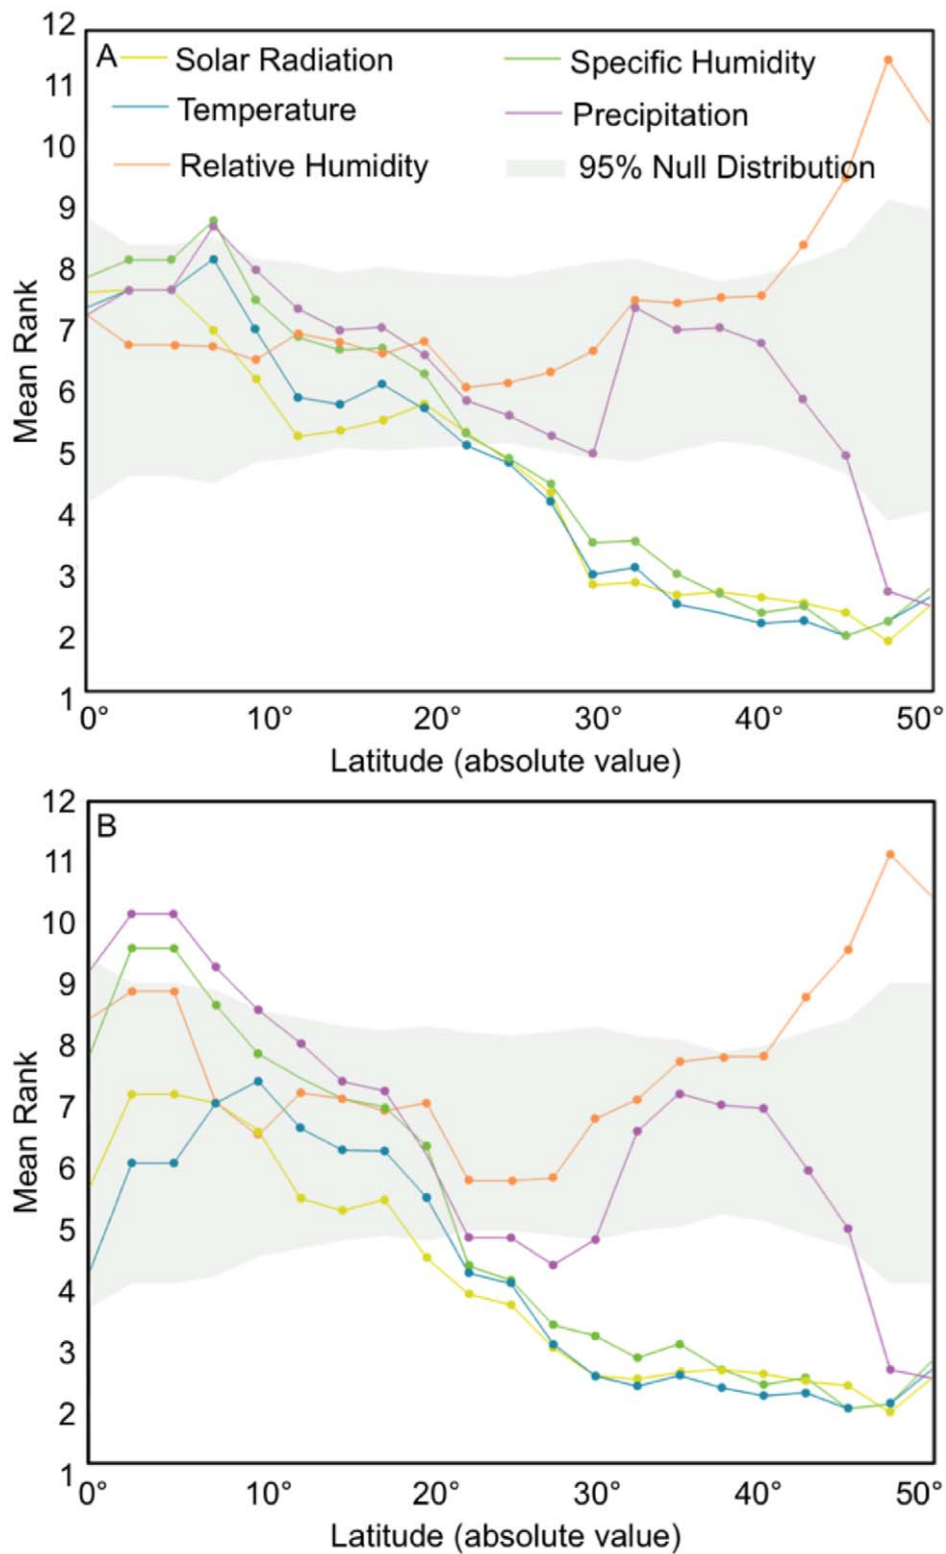 12
A Solar Radiation Specific Humidity
11
Temperature Precipitation
10
Relative Humidity 95% Null Distribution
9
8
7
6
5
4
3
2
1
Mean Rank
0° 10° 20° 30° 40° 50°
Latitude (absolute value)
12
B
11
10
9
8
7
6
5
4
3
2
1
Mean Rank
0° 10° 20° 30° 40° 50°
Latitude (absolute value)